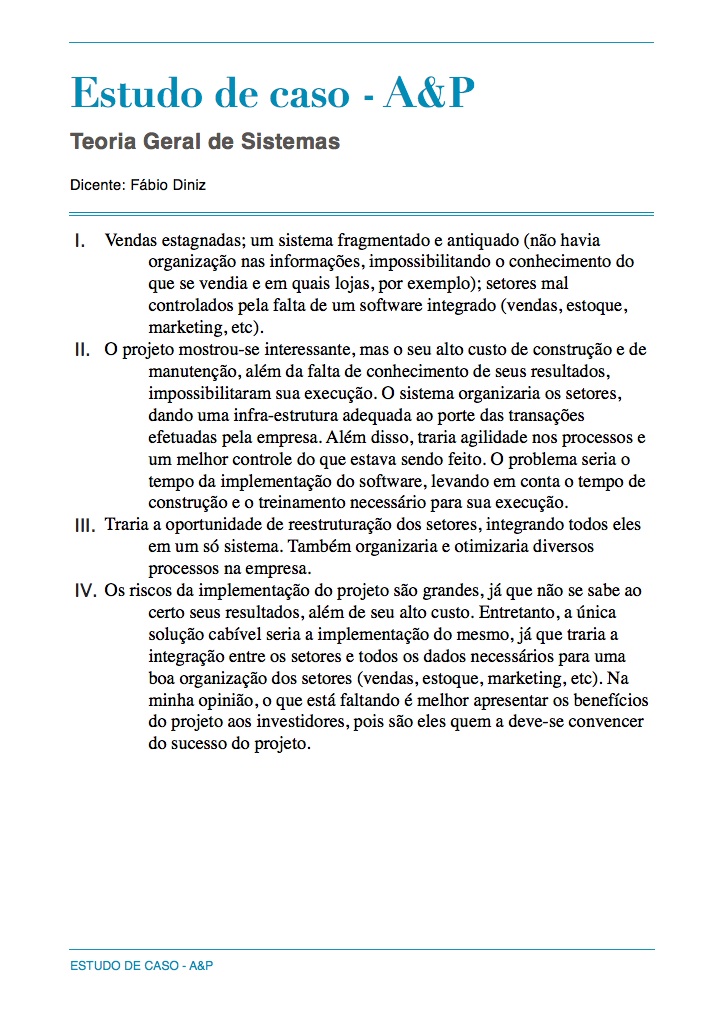 Estudo de caso - A&P
Teoria Geral de Sistemas
Dicente: Fábio Diniz
I. Vendas estagnadas; um sistema fragmentado e antiquado (não havia
organização nas informações, impossibilitando o conhecimento do
que se vendia e em quais lojas, por exemplo); setores mal
controlados pela falta de um software integrado (vendas, estoque,
marketing, etc).
II. O projeto mostrou-se interessante, mas o seu alto custo de construção e de
manutenção, além da falta de conhecimento de seus resultados,
impossibilitaram sua execução. O sistema organizaria os setores,
dando uma infra-estrutura adequada ao porte das transações
efetuadas pela empresa. Além disso, traria agilidade nos processos e
um melhor controle do que estava sendo feito. O problema seria o
tempo da implementação do software, levando em conta o tempo de
construção e o treinamento necessário para sua execução.
III. Traria a oportunidade de reestruturação dos setores, integrando todos eles
em um só sistema. Também organizaria e otimizaria diversos
processos na empresa.
IV. Os riscos da implementação do projeto são grandes, já que não se sabe ao
certo seus resultados, além de seu alto custo. Entretanto, a única
solução cabível seria a implementação do mesmo, já que traria a
integração entre os setores e todos os dados necessários para uma
boa organização dos setores (vendas, estoque, marketing, etc). Na
minha opinião, o que está faltando é melhor apresentar os benefícios
do projeto aos investidores, pois são eles quem a deve-se convencer
do sucesso do projeto.
ESTUDO DE CASO - A&P